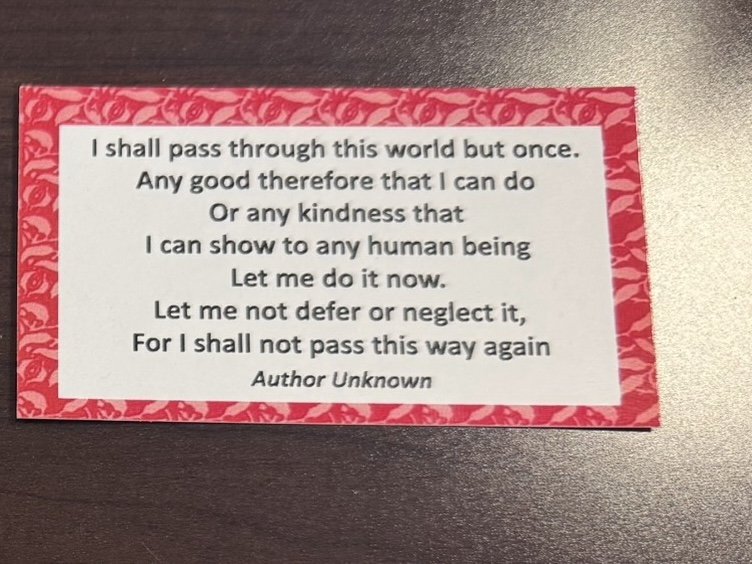 I shall pass through this world but once.
Any good therefore that I can do
Or any kindness that
I can show to any human being
Let me do it now.
Let me not defer or neglect it,
For I shall not pass this way again
Author Unknown